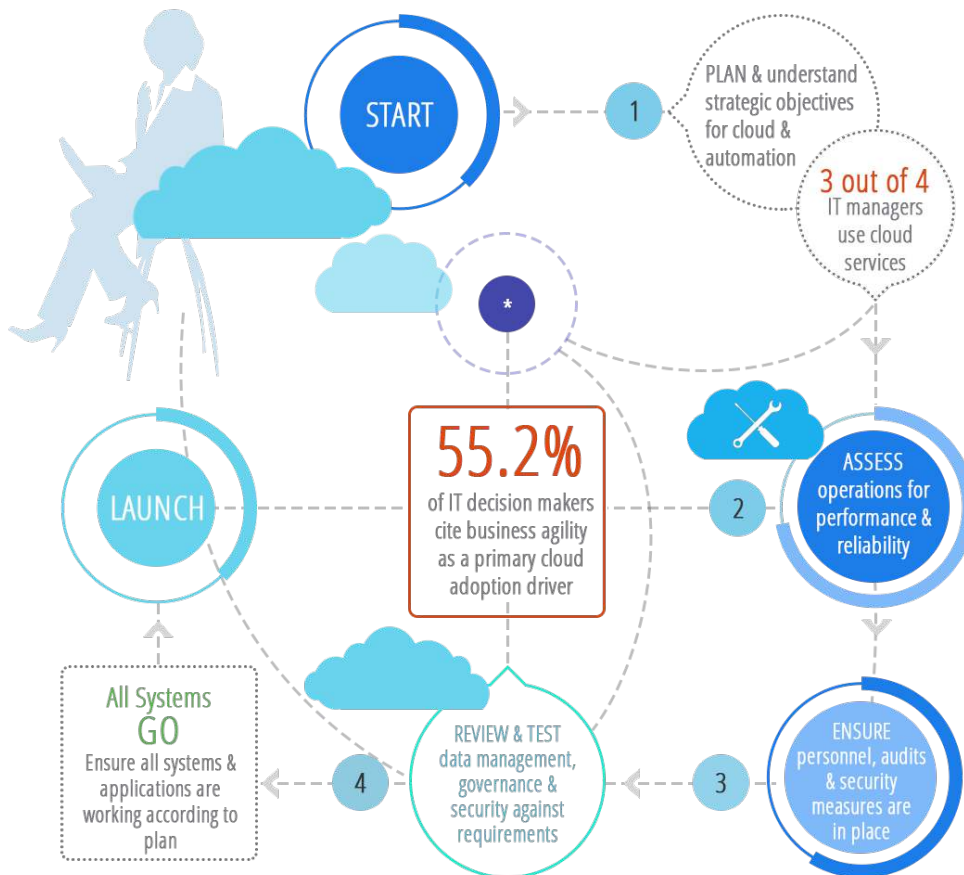 START
1
PLAN & understand
strategic objectives
for cloud &
automation
3 out of 4
IT managers
use cloud
services
*
55.2%
of IT decision makers
cite business agility
as a primary cloud
adoption driver
2
ASSESS
operations for
performance &
reliability
LAUNCH
ENSURE
personnel, audits
& security
measures are
in place
3
REVIEW & TEST
data management,
governance &
security against
requirements
4
All Systems
GO
Ensure all systems &
applications are
working according to
plan